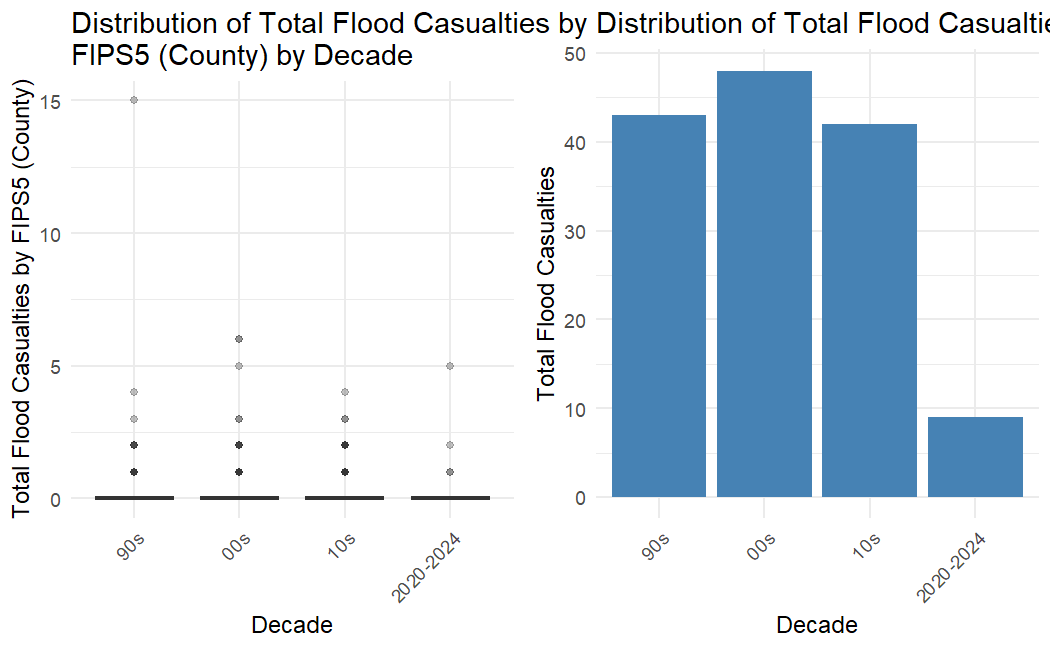 Distribution of Total Flood Casualties by
FIPS5 (County) by Decade
Total Flood Casualties by FIPS5 (County)
15
10
5
0
90s
00s
10s
2020-2024
Decade
Distribution of Total Flood Casualtie
Total Flood Casualties
50
40
30
20
10
0
90s
00s
10s
2020-2024
Decade